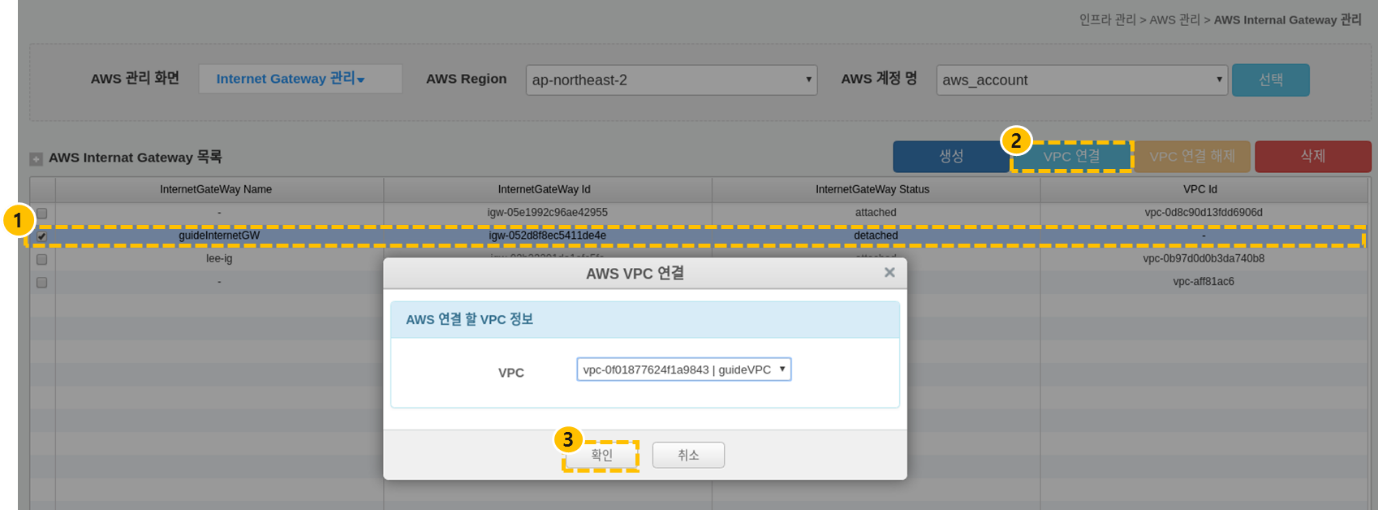 인프라 관리 > AWS 관리 > AWS Internal Gateway 관리
AWS 관리 화면 Internet Gateway 관리 AWS Region ap-northeast-2 AWS 계정 명 aws_account 선택
2
AWS Internat Gateway 목록 생성 VPC 연결 VPC 연결 해제 삭제
InternetGateWay Name InternetGateWay Id InternetGateWay Status VPC Id
- igw-05e1992c96ae42955 attached vpc-0d8c90d13fdd6906d
1
guideInternetGW igw-052d8f8ec5411de4e detached -
lee-ig vpc-0b97d0d0b3da740b8
- vpc-aff81ac6
AWS VPC 연결 ×
AWS 연결 할 VPC 정보
VPC vpc-0f01877624f1a9843 | guideVPC
3
확인 취소